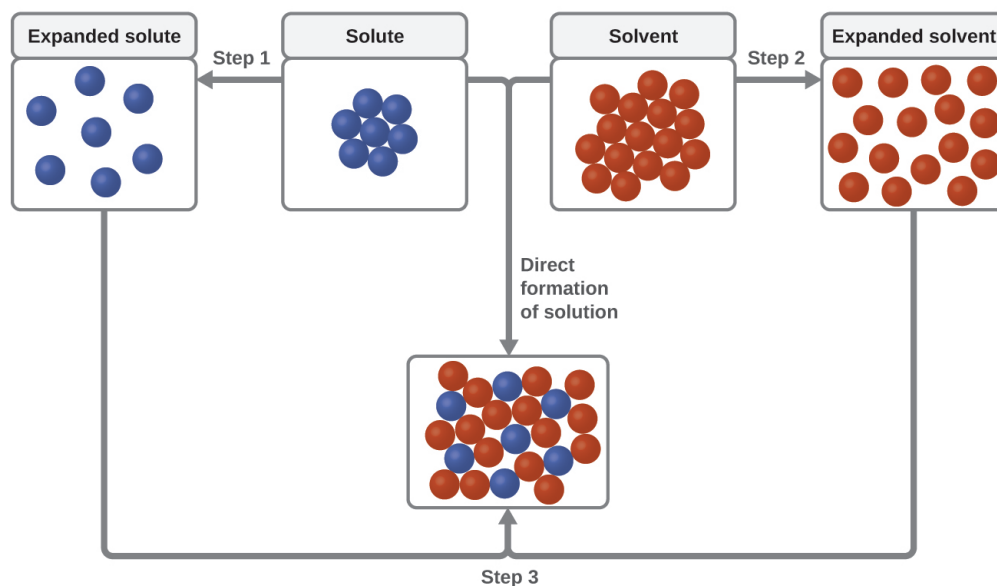 Expanded solute
Solute
Solvent
Expanded solvent
Step 1
Step 2
Direct
formation
of solution
Step 3